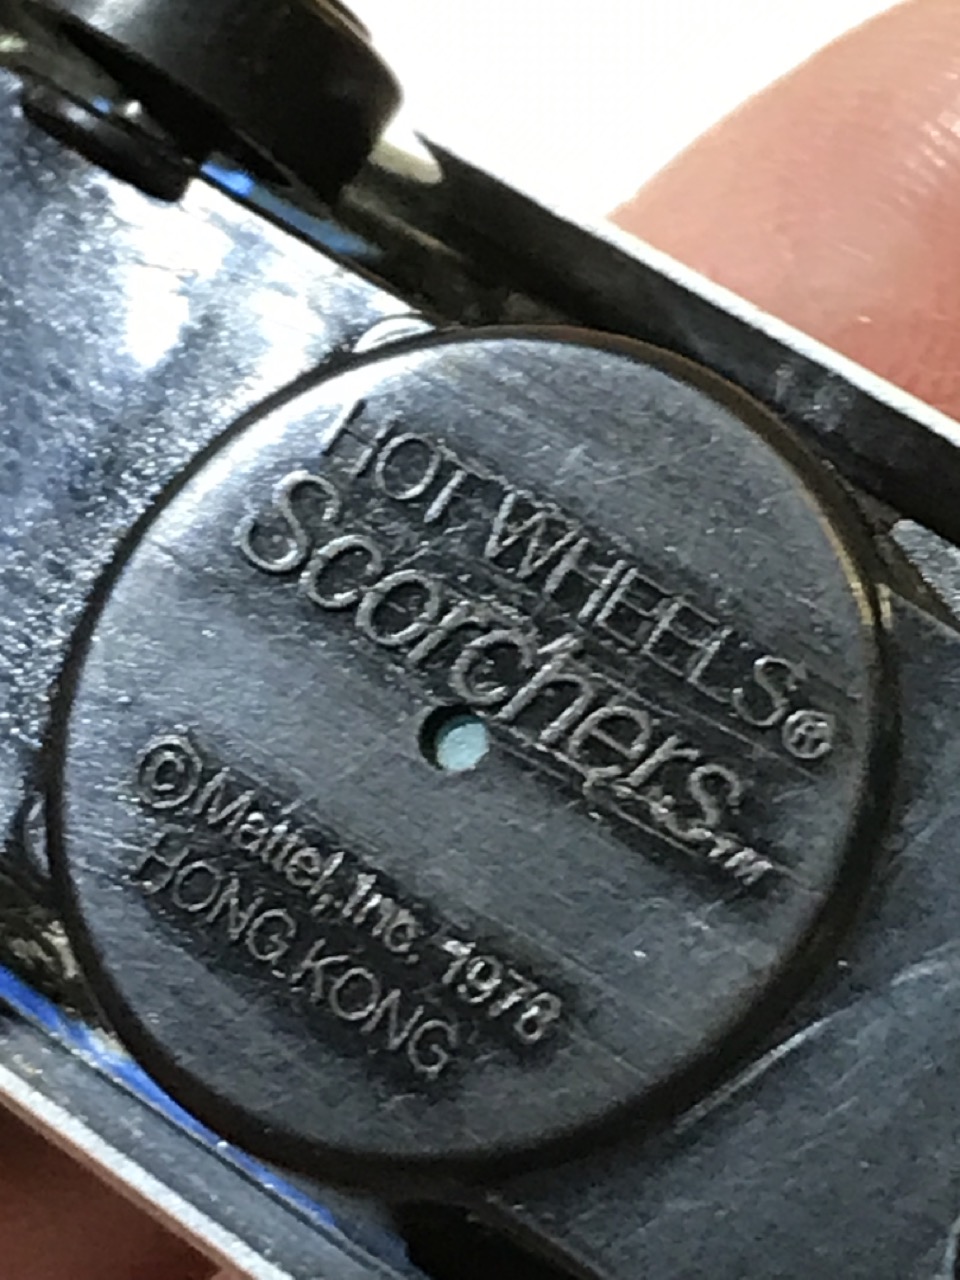 HOT WHEELS®
Scorchers™
©Mattel, Inc. 1978
HONG KONG